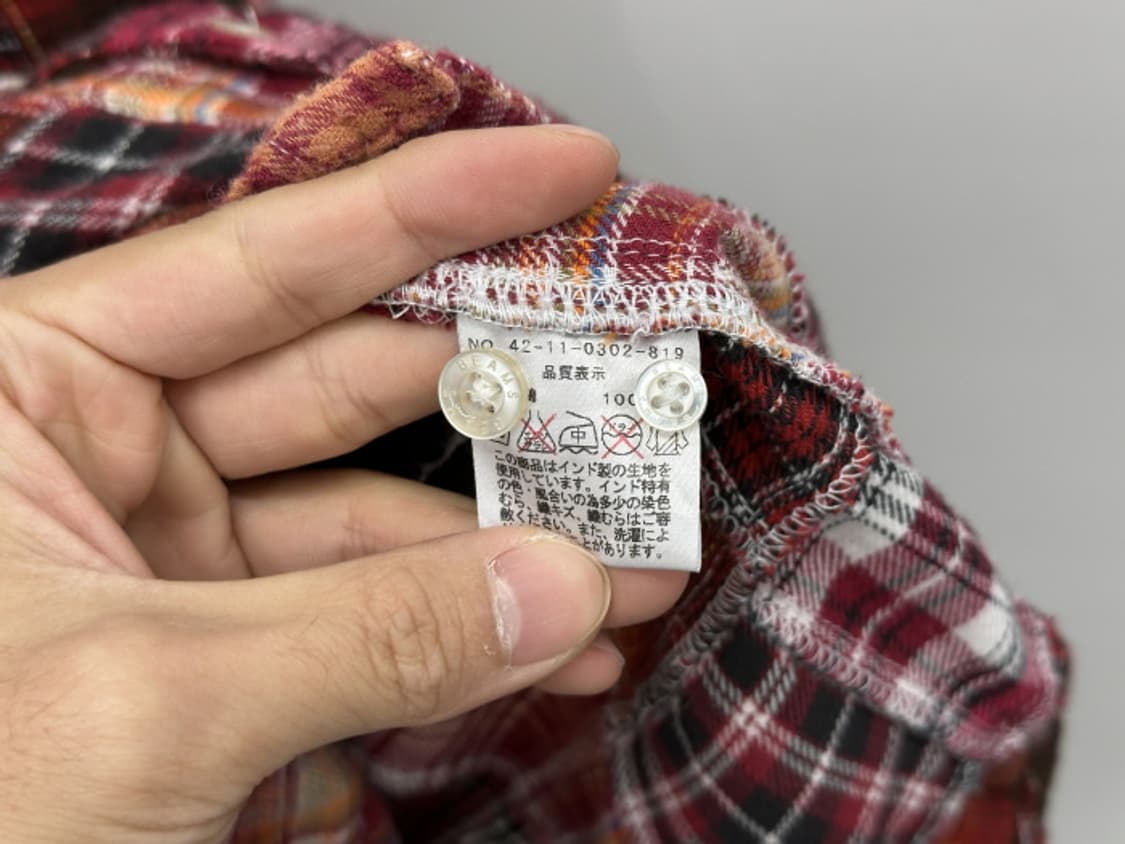 NO. 42-11-0302-819
品質表示
BEAMS
100
中
ドライ
この商品はインド製の生地を
使用しています。インド特有
の色・風合いの為多少の染色
むら、織キズ、織むらはご容
赦ください。また、洗濯によ
とがあります。